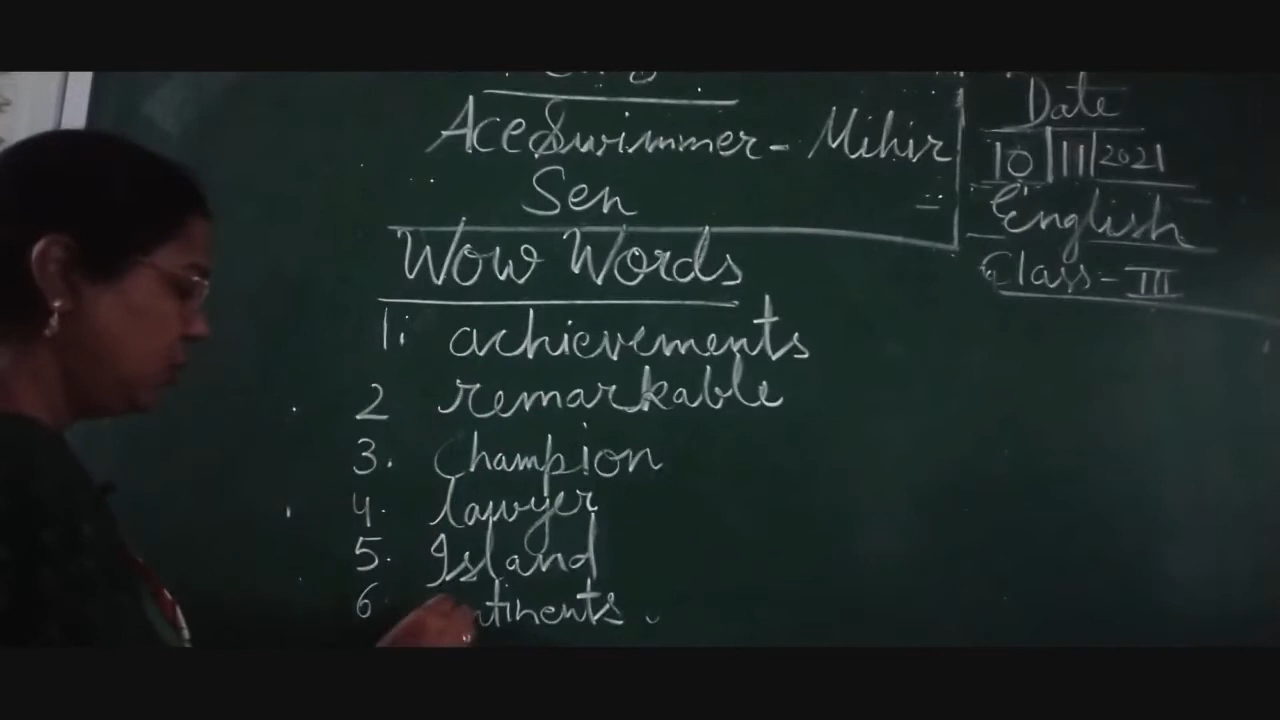 Ace Swimmer - Mihir
Sen
Wow Words
1. achievements
2 remarkable
3. Champion
4. lawyer
5. Island
6.
Date
10/11/2021
English
Class - III